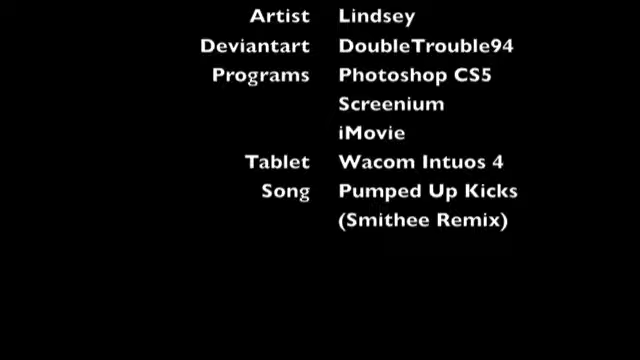 Artist Lindsey
Deviantart DoubleTrouble94
Programs Photoshop CS5
Screenium
iMovie
Tablet Wacom Intuos 4
Song Pumped Up Kicks
(Smithee Remix)